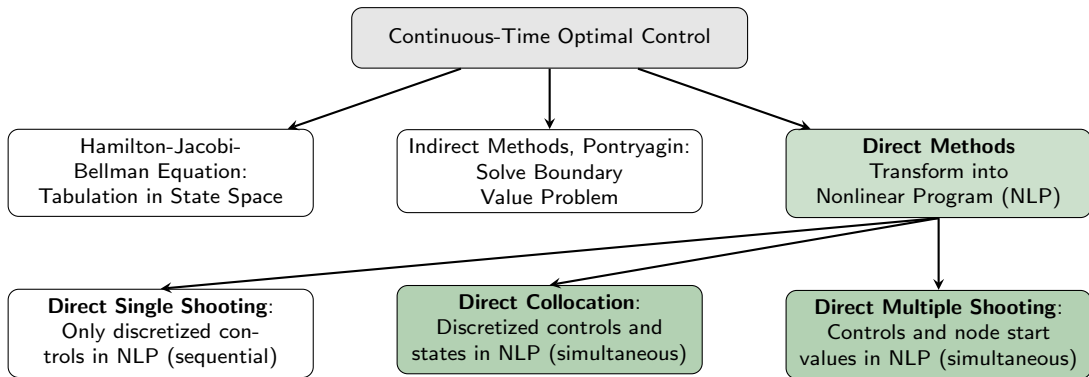 Continuous-Time Optimal Control
Hamilton-Jacobi-
Bellman Equation:
Tabulation in State Space
Indirect Methods, Pontryagin:
Solve Boundary
Value Problem
Direct Methods
Transform into
Nonlinear Program (NLP)
Direct Single Shooting:
Only discretized con-
trols in NLP (sequential)
Direct Collocation:
Discretized controls and
states in NLP (simultaneous)
Direct Multiple Shooting:
Controls and node start
values in NLP (simultaneous)